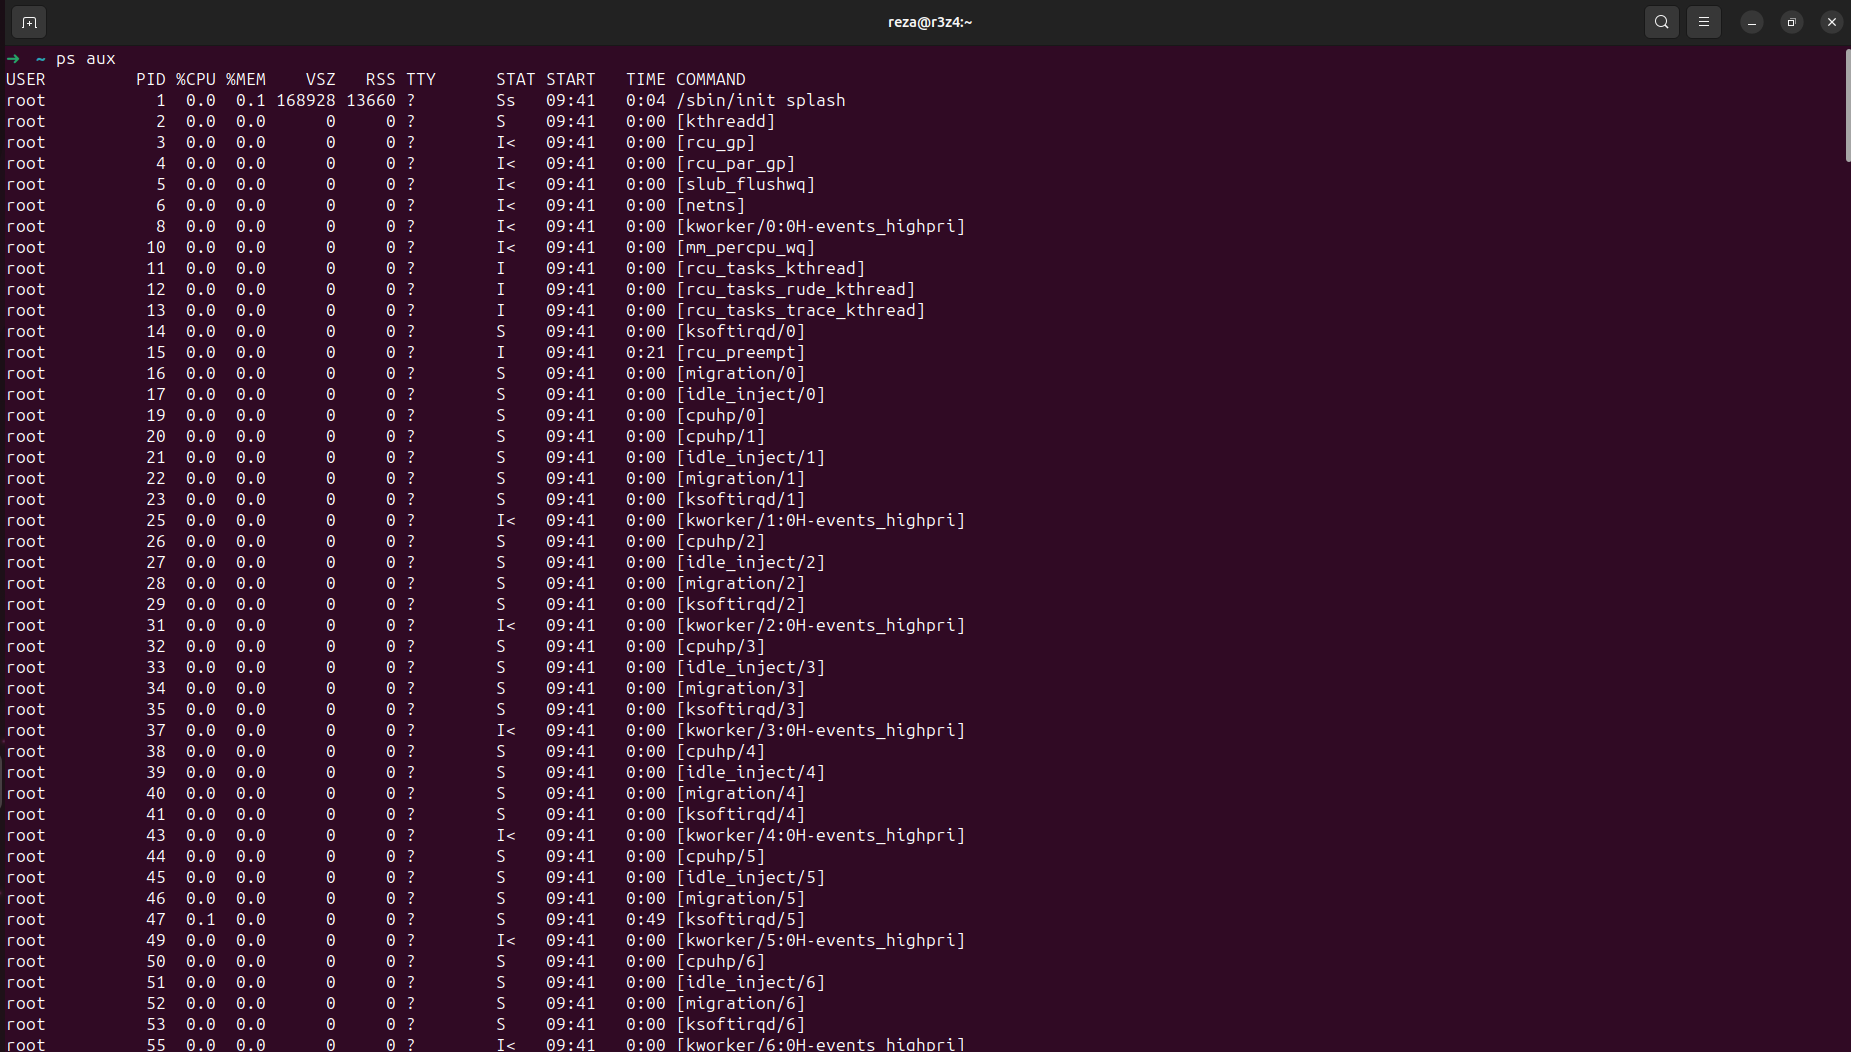 reza@r3z4:~
➜  ~ ps aux
USER         PID %CPU %MEM    VSZ   RSS TTY      STAT START   TIME COMMAND
root           1  0.0  0.1 168928 13660 ?        Ss   09:41   0:04 /sbin/init splash
root           2  0.0  0.0      0     0 ?        S    09:41   0:00 [kthreadd]
root           3  0.0  0.0      0     0 ?        I<   09:41   0:00 [rcu_gp]
root           4  0.0  0.0      0     0 ?        I<   09:41   0:00 [rcu_par_gp]
root           5  0.0  0.0      0     0 ?        I<   09:41   0:00 [slub_flushwq]
root           6  0.0  0.0      0     0 ?        I<   09:41   0:00 [netns]
root           8  0.0  0.0      0     0 ?        I<   09:41   0:00 [kworker/0:0H-events_highpri]
root          10  0.0  0.0      0     0 ?        I<   09:41   0:00 [mm_percpu_wq]
root          11  0.0  0.0      0     0 ?        I    09:41   0:00 [rcu_tasks_kthread]
root          12  0.0  0.0      0     0 ?        I    09:41   0:00 [rcu_tasks_rude_kthread]
root          13  0.0  0.0      0     0 ?        I    09:41   0:00 [rcu_tasks_trace_kthread]
root          14  0.0  0.0      0     0 ?        S    09:41   0:00 [ksoftirqd/0]
root          15  0.0  0.0      0     0 ?        I    09:41   0:21 [rcu_preempt]
root          16  0.0  0.0      0     0 ?        S    09:41   0:00 [migration/0]
root          17  0.0  0.0      0     0 ?        S    09:41   0:00 [idle_inject/0]
root          19  0.0  0.0      0     0 ?        S    09:41   0:00 [cpuhp/0]
root          20  0.0  0.0      0     0 ?        S    09:41   0:00 [cpuhp/1]
root          21  0.0  0.0      0     0 ?        S    09:41   0:00 [idle_inject/1]
root          22  0.0  0.0      0     0 ?        S    09:41   0:00 [migration/1]
root          23  0.0  0.0      0     0 ?        S    09:41   0:00 [ksoftirqd/1]
root          25  0.0  0.0      0     0 ?        I<   09:41   0:00 [kworker/1:0H-events_highpri]
root          26  0.0  0.0      0     0 ?        S    09:41   0:00 [cpuhp/2]
root          27  0.0  0.0      0     0 ?        S    09:41   0:00 [idle_inject/2]
root          28  0.0  0.0      0     0 ?        S    09:41   0:00 [migration/2]
root          29  0.0  0.0      0     0 ?        S    09:41   0:00 [ksoftirqd/2]
root          31  0.0  0.0      0     0 ?        I<   09:41   0:00 [kworker/2:0H-events_highpri]
root          32  0.0  0.0      0     0 ?        S    09:41   0:00 [cpuhp/3]
root          33  0.0  0.0      0     0 ?        S    09:41   0:00 [idle_inject/3]
root          34  0.0  0.0      0     0 ?        S    09:41   0:00 [migration/3]
root          35  0.0  0.0      0     0 ?        S    09:41   0:00 [ksoftirqd/3]
root          37  0.0  0.0      0     0 ?        I<   09:41   0:00 [kworker/3:0H-events_highpri]
root          38  0.0  0.0      0     0 ?        S    09:41   0:00 [cpuhp/4]
root          39  0.0  0.0      0     0 ?        S    09:41   0:00 [idle_inject/4]
root          40  0.0  0.0      0     0 ?        S    09:41   0:00 [migration/4]
root          41  0.0  0.0      0     0 ?        S    09:41   0:00 [ksoftirqd/4]
root          43  0.0  0.0      0     0 ?        I<   09:41   0:00 [kworker/4:0H-events_highpri]
root          44  0.0  0.0      0     0 ?        S    09:41   0:00 [cpuhp/5]
root          45  0.0  0.0      0     0 ?        S    09:41   0:00 [idle_inject/5]
root          46  0.0  0.0      0     0 ?        S    09:41   0:00 [migration/5]
root          47  0.1  0.0      0     0 ?        S    09:41   0:49 [ksoftirqd/5]
root          49  0.0  0.0      0     0 ?        I<   09:41   0:00 [kworker/5:0H-events_highpri]
root          50  0.0  0.0      0     0 ?        S    09:41   0:00 [cpuhp/6]
root          51  0.0  0.0      0     0 ?        S    09:41   0:00 [idle_inject/6]
root          52  0.0  0.0      0     0 ?        S    09:41   0:00 [migration/6]
root          53  0.0  0.0      0     0 ?        S    09:41   0:00 [ksoftirqd/6]
root          55  0.0  0.0      0     0 ?        I<   09:41   0:00 [kworker/6:0H-events_highpri]